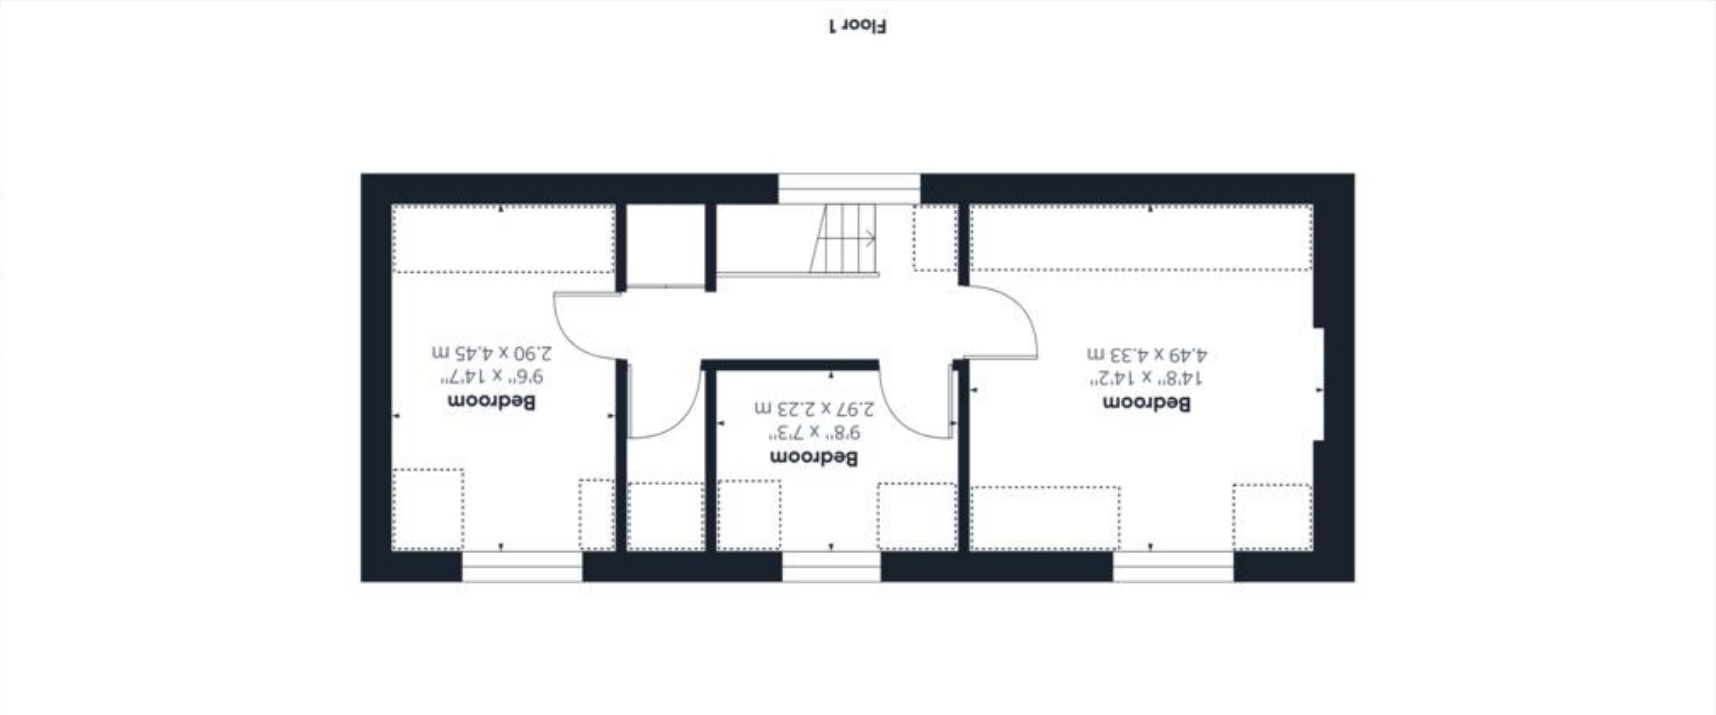 Bedroom
14'8" x 14'2"
4.49 x 4.33 m
Bedroom
9'8" x 7'3"
2.97 x 2.23 m
Bedroom
9'6" x 14'7"
2.90 x 4.45 m
Floor 1